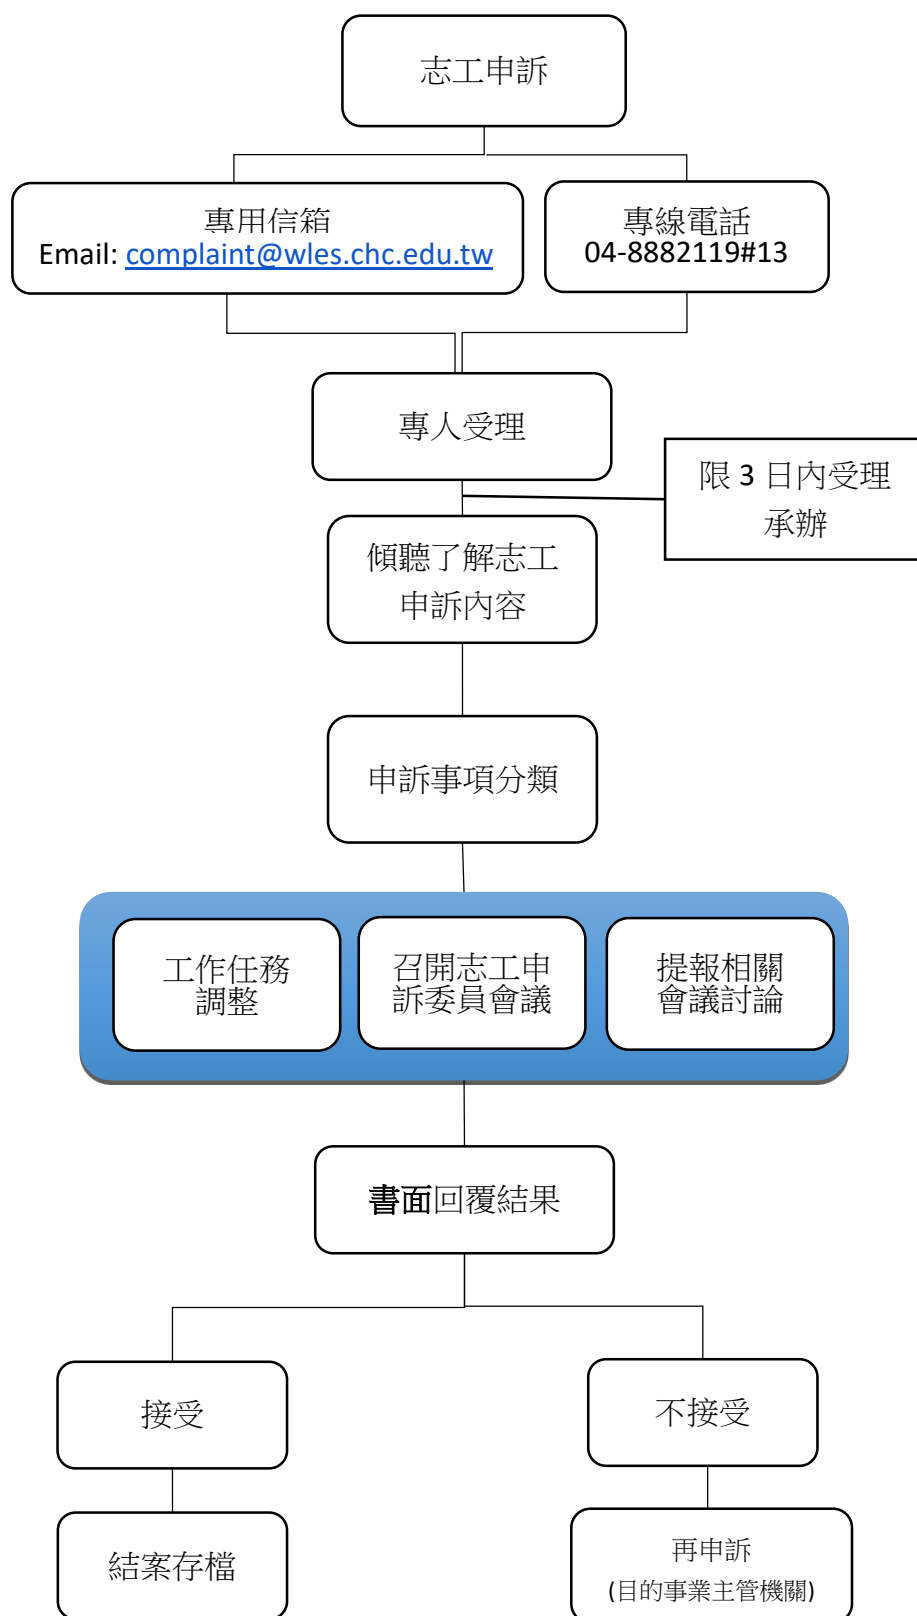 志工申訴
專用信箱
Email: complaint@wles.chc.edu.tw
專線電話
04-8882119#13
專人受理
限 3 日內受理
承辦
傾聽了解志工
申訴內容
申訴事項分類
工作任務
調整
召開志工申
訴委員會議
提報相關
會議討論
書面回覆結果
接受
不接受
結案存檔
再申訴
(目的事業主管機關)